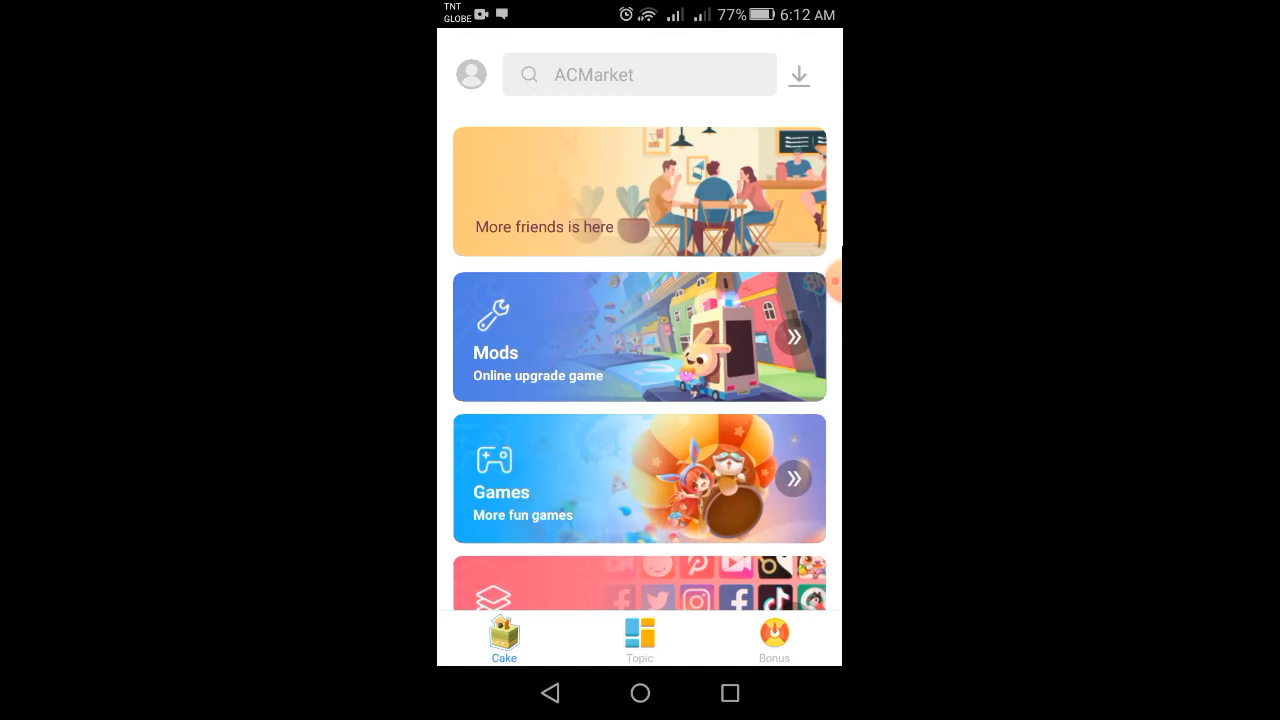 TNT
GLOBE
77%
6:12 AM
ACMarket
More friends is here
Mods
Online upgrade game
Games
More fun games
Cake
Topic
Bonus